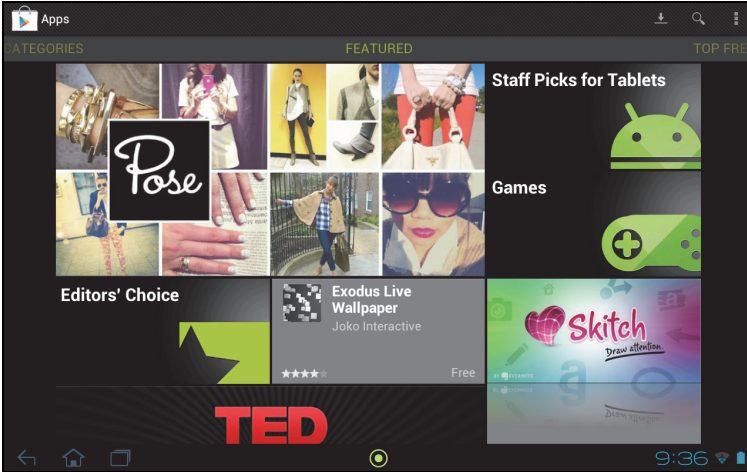 Apps
CATEGORIES
FEATURED
TOP FRE
Pose
Staff Picks for Tablets
Games
Editors' Choice
Exodus Live
Wallpaper
Joko Interactive
Free
Skitch
Draw attention.
TED
9:36